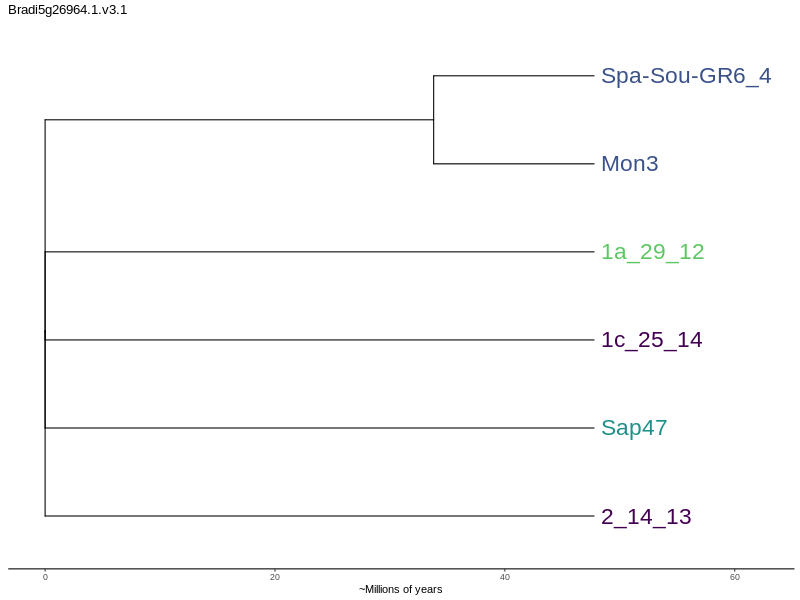 Bradi5g26964.1.v3.1
Spa-Sou-GR6_4
Mon3
1a_29_12
1c_25_14
Sap47
2_14_13
0 20 40 60
~Millions of years